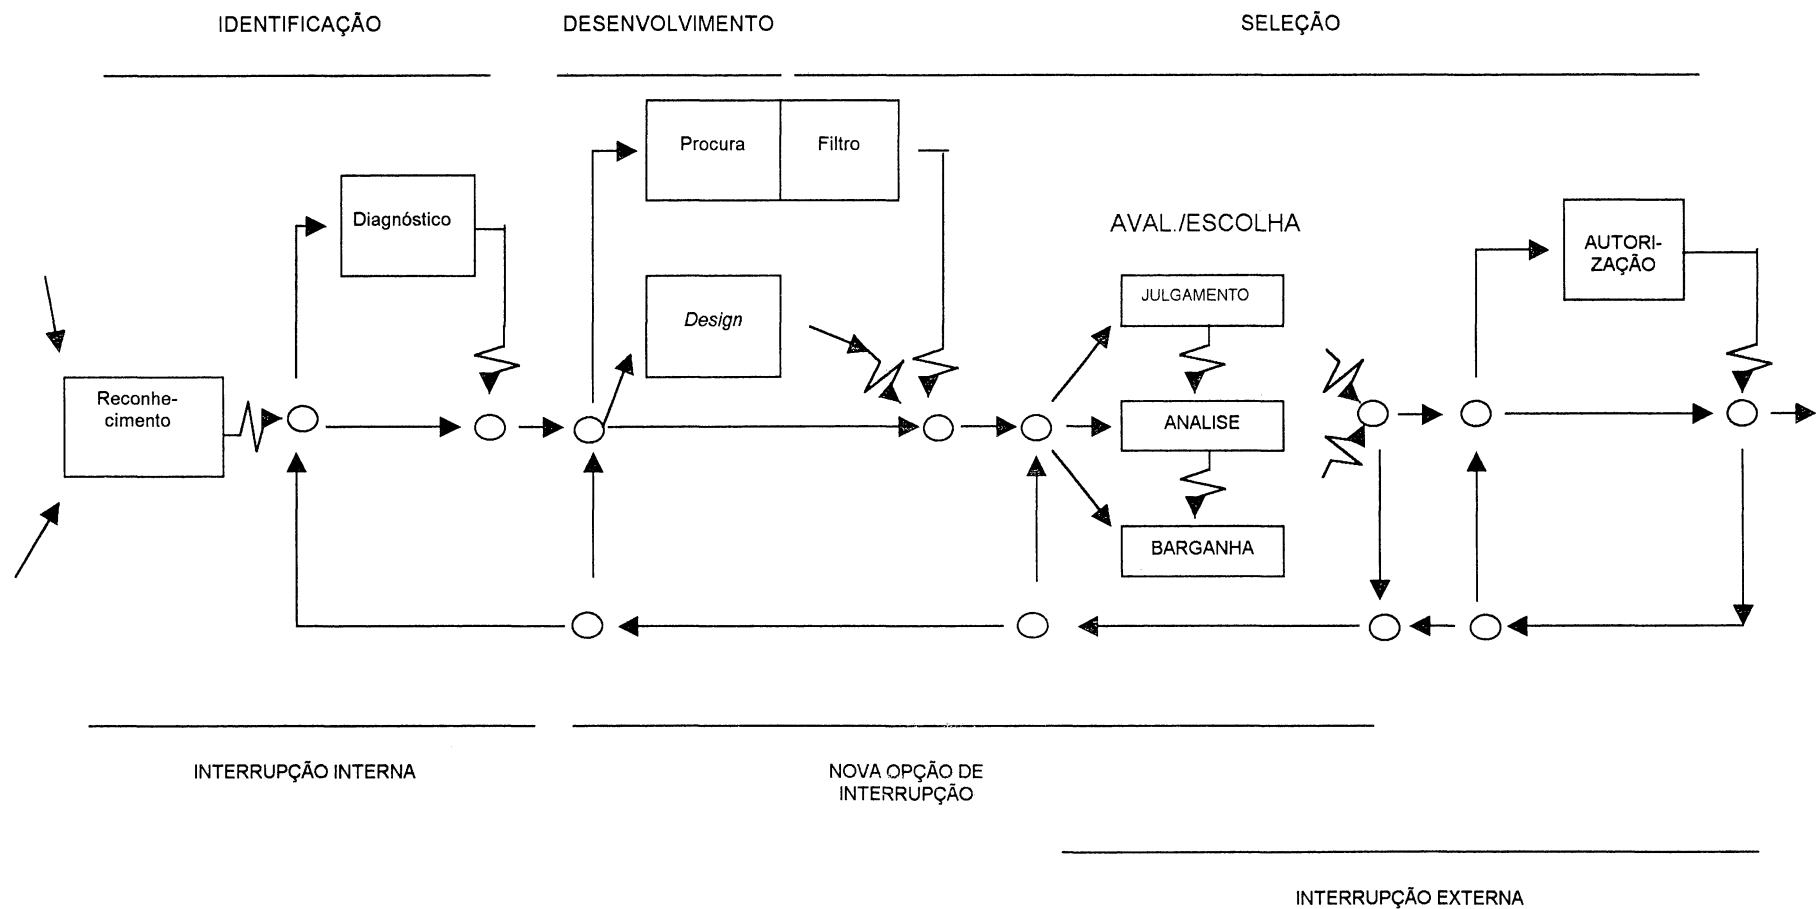 IDENTIFICAÇÃO
DESENVOLVIMENTO
SELEÇÃO
Procura
Filtro
Diagnóstico
AVAL./ESCOLHA
AUTORI-
ZAÇÃO
Design
JULGAMENTO
Reconhe-
cimento
ANALISE
BARGANHA
INTERRUPÇÃO INTERNA
NOVA OPÇÃO DE
INTERRUPÇÃO
INTERRUPÇÃO EXTERNA